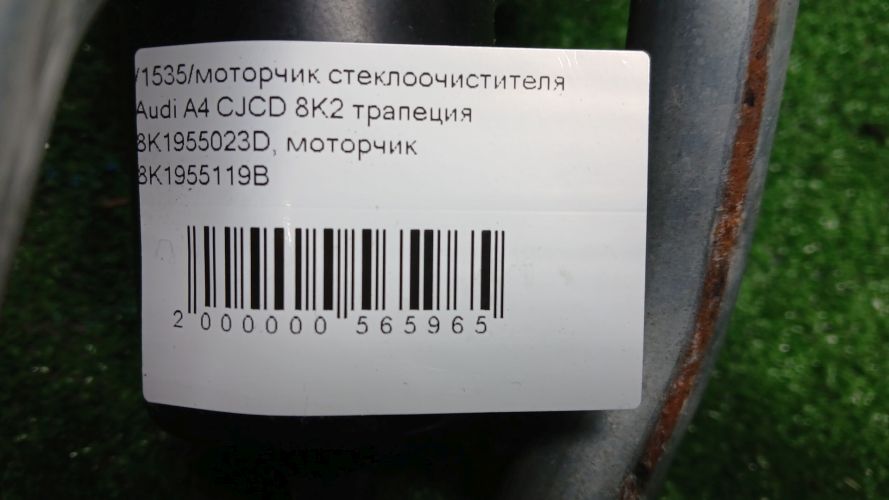 /1535/моторчик стеклоочистителя
Audi A4 CJCD 8K2 трапеция
8K1955023D, моторчик
8K1955119B
2 000000 565965